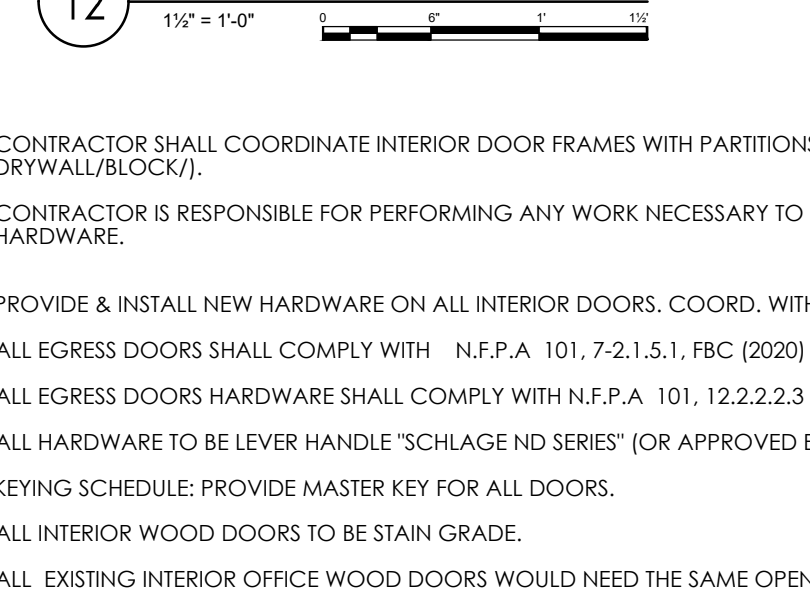 12
1½" = 1'-0"
0 6" 1' 1½'
CONTRACTOR SHALL COORDINATE INTERIOR DOOR FRAMES WITH PARTITIONS
DRYWALL/BLOCK/).
CONTRACTOR IS RESPONSIBLE FOR PERFORMING ANY WORK NECESSARY TO
HARDWARE.
PROVIDE & INSTALL NEW HARDWARE ON ALL INTERIOR DOORS. COORD. WITH
ALL EGRESS DOORS SHALL COMPLY WITH N.F.P.A 101, 7-2.1.5.1, FBC (2020)
ALL EGRESS DOORS HARDWARE SHALL COMPLY WITH N.F.P.A 101, 12.2.2.2.3
ALL HARDWARE TO BE LEVER HANDLE "SCHLAGE ND SERIES" (OR APPROVED E
KEYING SCHEDULE: PROVIDE MASTER KEY FOR ALL DOORS.
ALL INTERIOR WOOD DOORS TO BE STAIN GRADE.
ALL EXISTING INTERIOR OFFICE WOOD DOORS WOULD NEED THE SAME OPEN